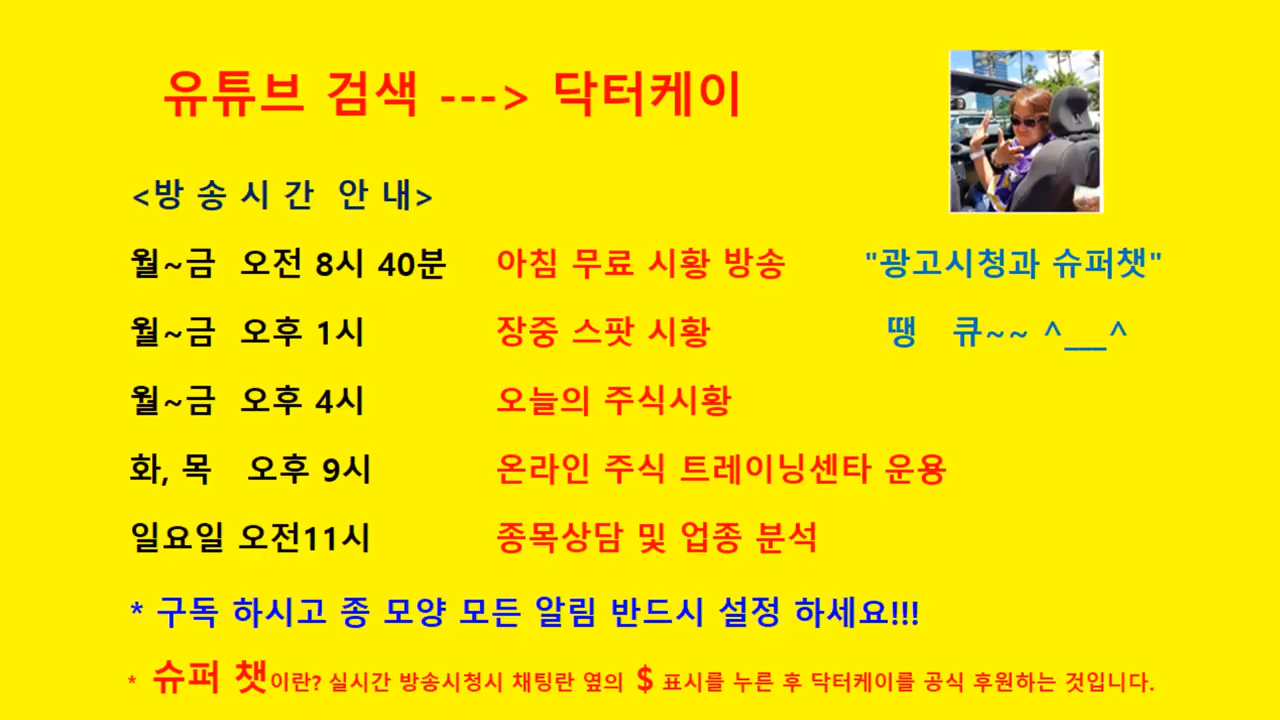 유튜브 검색 ---> 닥터케이
<방 송 시 간 안 내>
월~금 오전 8시 40분 아침 무료 시황 방송 "광고시청과 슈퍼챗"
월~금 오후 1시 장중 스팟 시황 땡 큐~~ ^___^
월~금 오후 4시 오늘의 주식시황
화, 목 오후 9시 온라인 주식 트레이닝센타 운용
일요일 오전11시 종목상담 및 업종 분석
* 구독 하시고 종 모양 모든 알림 반드시 설정 하세요!!!
* 슈퍼 챗이란? 실시간 방송시청시 채팅란 옆의 $ 표시를 누른 후 닥터케이를 공식 후원하는 것입니다.